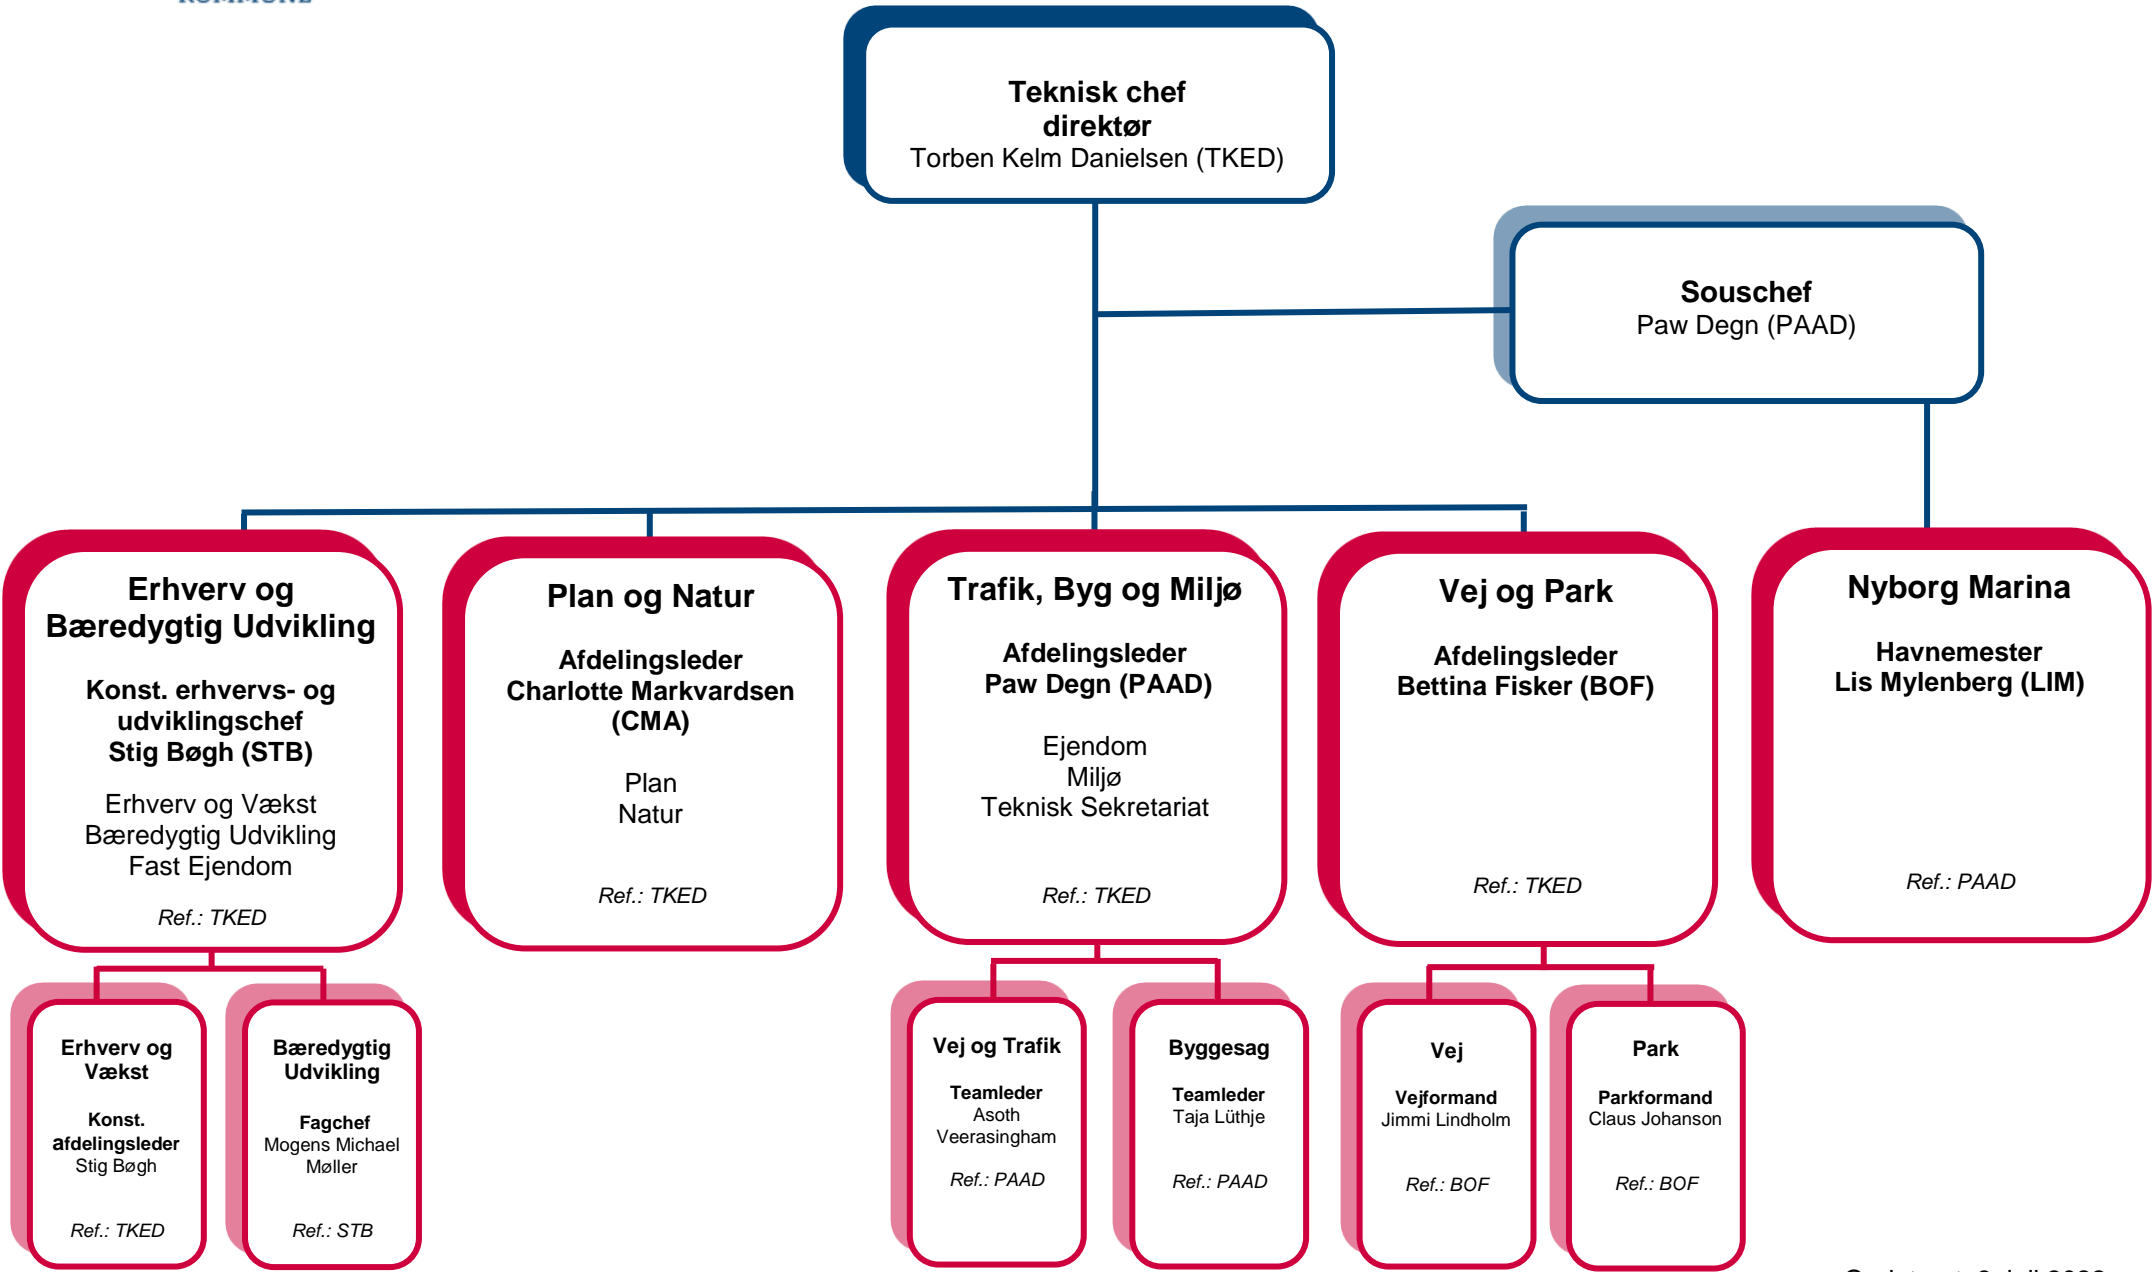 Teknisk chef
direktør
Torben Kelm Danielsen (TKED)
Souschef
Paw Degn (PAAD)
Erhverv og
Bæredygtig Udvikling
Konst. erhvervs- og
udviklingschef
Stig Bøgh (STB)
Erhverv og Vækst
Bæredygtig Udvikling
Fast Ejendom
Ref.: TKED
Plan og Natur
Afdelingsleder
Charlotte Markvardsen
(CMA)
Plan
Natur
Ref.: TKED
Trafik, Byg og Miljø
Afdelingsleder
Paw Degn (PAAD)
Ejendom
Miljø
Teknisk Sekretariat
Ref.: TKED
Vej og Park
Afdelingsleder
Bettina Fisker (BOF)
Ref.: TKED
Nyborg Marina
Havnemester
Lis Mylenberg (LIM)
Ref.: PAAD
Erhverv og
Vækst
Konst.
afdelingsleder
Stig Bøgh
Ref.: TKED
Bæredygtig
Udvikling
Fagchef
Mogens Michael
Møller
Ref.: STB
Vej og Trafik
Teamleder
Asoth
Veerasingham
Ref.: PAAD
Byggesag
Teamleder
Taja Lüthje
Ref.: PAAD
Vej
Vejformand
Jimmi Lindholm
Ref.: BOF
Park
Parkformand
Claus Johanson
Ref.: BOF